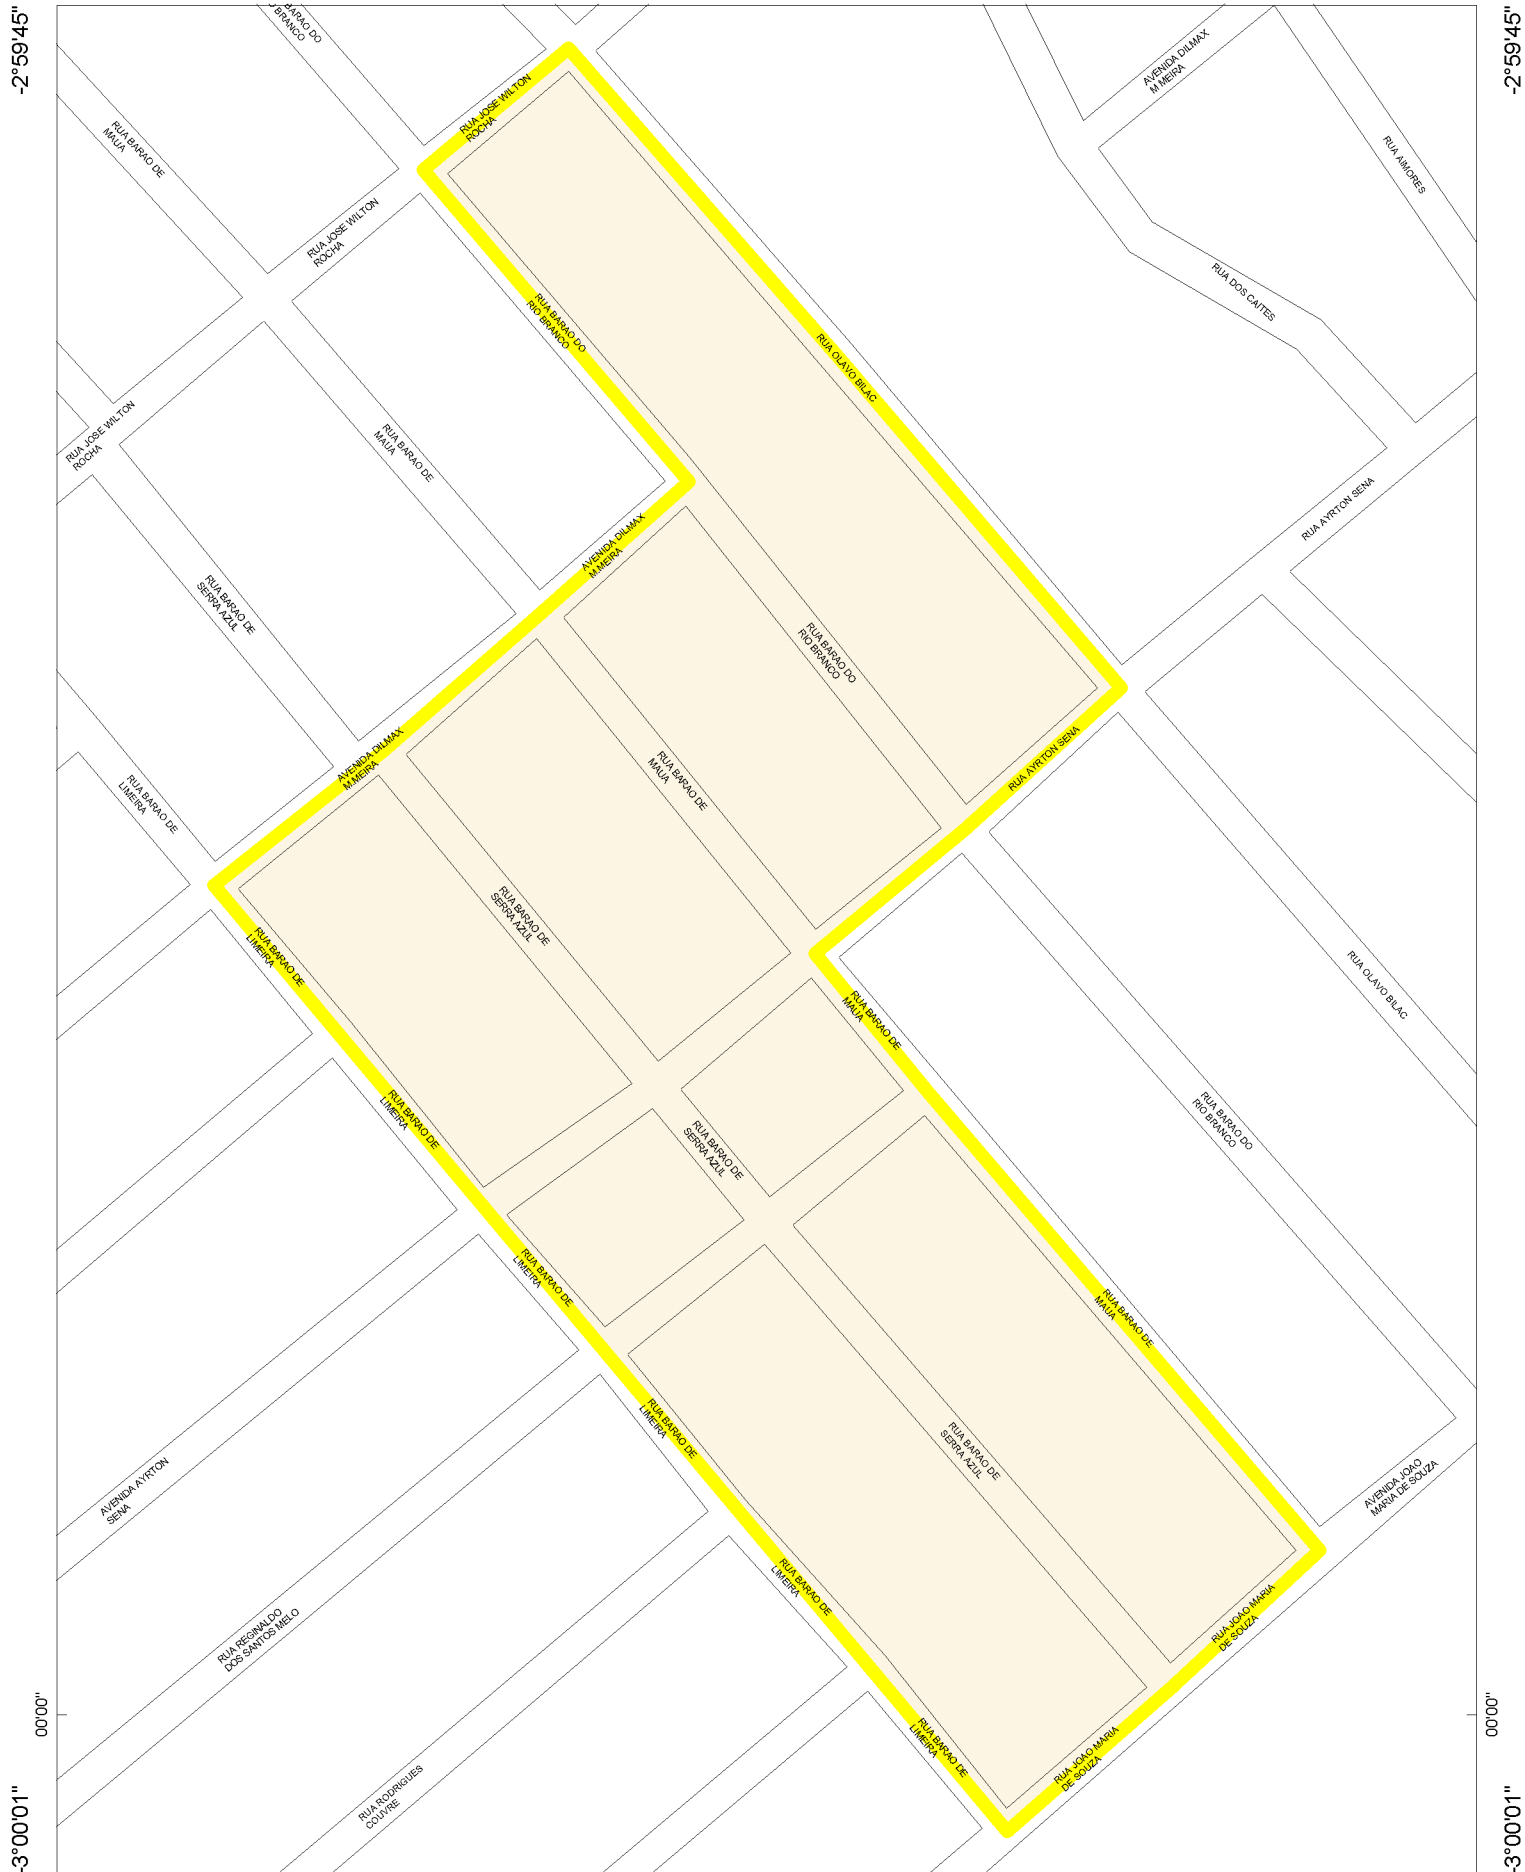 -2°59'45"
-2°59'45"
BARAO DO
O BRANCO
AVENIDA DILMAX
M MEIRA
RUA JOSE WILTON
ROCHA
RUA BARAO DE
MAUA
RUA AIMORES
RUA JOSE WILTON
ROCHA
RUA DOS CAITES
RUA BARAO DO
RIO BRANCO
RUA OLAVO BILAC
RUA JOSE WILTON
ROCHA
RUA BARAO DE
MAUA
RUA AYRTON SENA
AVENIDA DILMAX
M.MEIRA
RUA BARAO DE
SERRA AZUL
RUA BARAO DO
RIO BRANCO
AVENIDA DILMAX
M.MEIRA
RUA BARAO DE
MAUA
RUA AYRTON SENA
RUA BARAO DE
LIMEIRA
RUA BARAO DE
SERRA AZUL
RUA BARAO DE
LIMEIRA
RUA OLAVO BILAC
RUA BARAO DE
MAUA
RUA BARAO DE
LIMEIRA
RUA BARAO DE
SERRA AZUL
RUA BARAO DO
RIO BRANCO
RUA BARAO DE
LIMEIRA
RUA BARAO DE
MAUA
RUA BARAO DE
LIMEIRA
RUA BARAO DE
SERRA AZUL
AVENIDA AYRTON
SENA
AVENIDA JOAO
MARIA DE SOUZA
RUA BARAO DE
LIMEIRA
RUA JOAO MARIA
DE SOUZA
RUA REGINALDO
DOS SANTOS MELO
00'00"
00'00"
RUA BARAO DE
LIMEIRA
RUA JOAO MARIA
DE SOUZA
RUA RODRIGUES
COUVRE
-3°00'01"
-3°00'01"